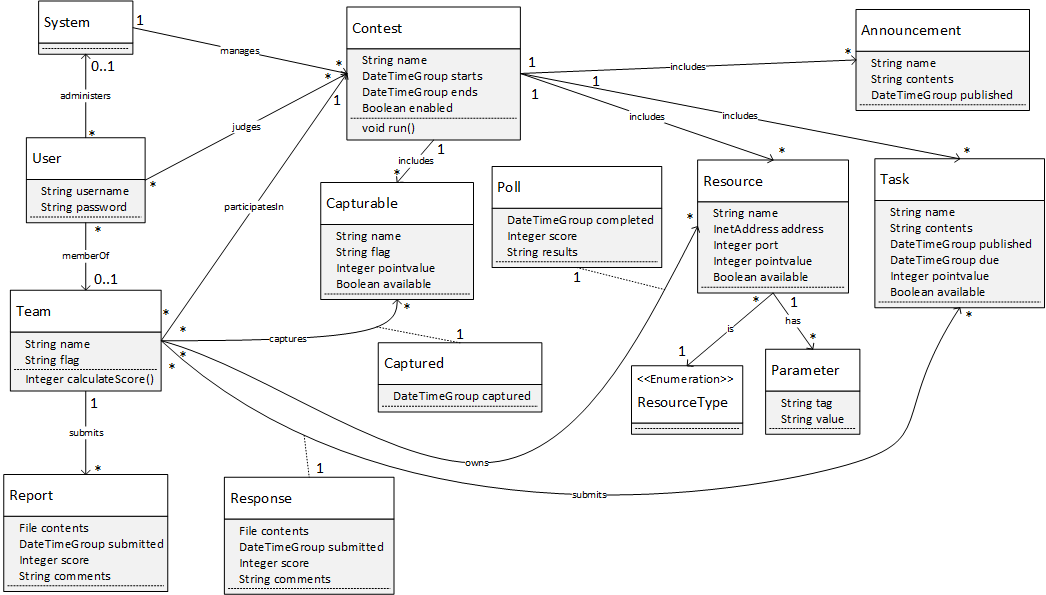 System
1
manages
*
*
0..1
administers
*
User
String username
String password
*
judges
*
memberOf
0..1
participatesIn
1
Contest
String name
DateTimeGroup starts
DateTimeGroup ends
Boolean enabled
void run()
1
includes
*
Announcement
String name
String contents
DateTimeGroup published
1
includes
*
1
includes
*
1
includes
*
Capturable
String name
String flag
Integer pointvalue
Boolean available
*
Poll
DateTimeGroup completed
Integer score
String results
1
Resource
String name
InetAddress address
Integer port
Integer pointvalue
Boolean available
*
Task
String name
String contents
DateTimeGroup published
DateTimeGroup due
Integer pointvalue
Boolean available
*
Team
String name
String flag
Integer calculateScore()
*
*
*
*
captures
1
Captured
DateTimeGroup captured
*
is
1
1
has
*
<<Enumeration>>
ResourceType
Parameter
String tag
String value
1
submits
*
owns
submits
Report
File contents
DateTimeGroup submitted
Integer score
String comments
1
Response
File contents
DateTimeGroup submitted
Integer score
String comments